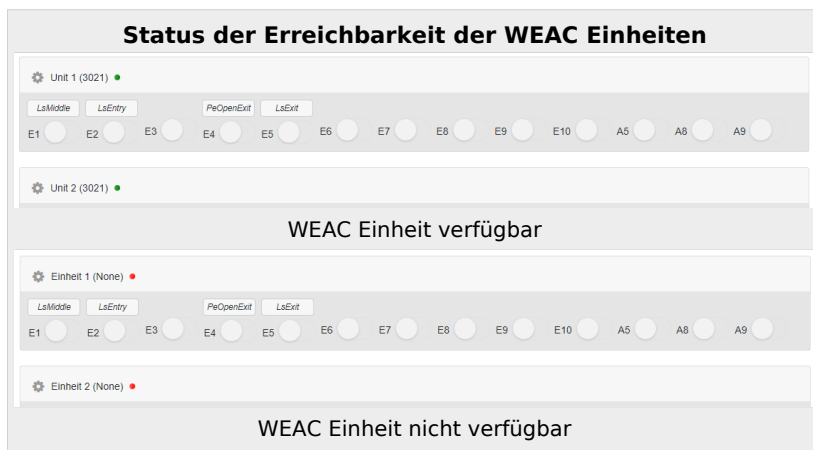 Status der Erreichbarkeit der WEAC Einheiten
Unit 1 (3021)
LsMiddle LsEntry PeOpenExit LsExit
E1 E2 E3 E4 E5 E6 E7 E8 E9 E10 A5 A8 A9
Unit 2 (3021)
WEAC Einheit verfügbar
Einheit 1 (None)
LsMiddle LsEntry PeOpenExit LsExit
E1 E2 E3 E4 E5 E6 E7 E8 E9 E10 A5 A8 A9
Einheit 2 (None)
WEAC Einheit nicht verfügbar